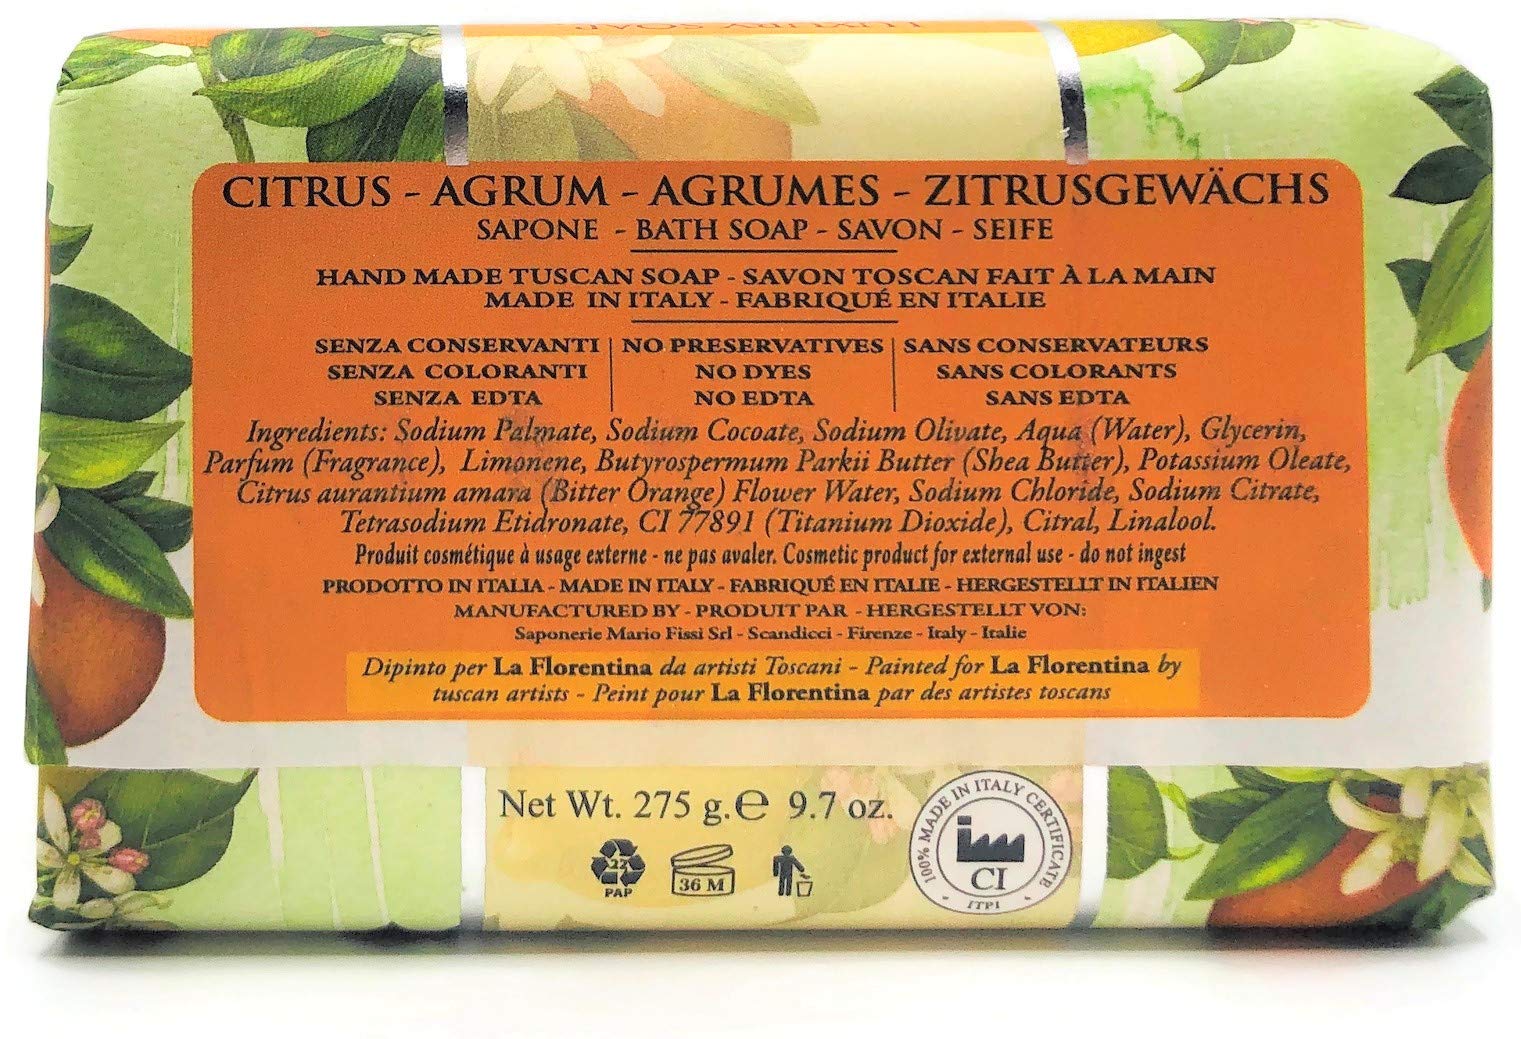 LUXURY SOAP
CITRUS - AGRUM - AGRUMES - ZITRUSGEWÄCHS
SAPONE - BATH SOAP - SAVON - SEIFE
HAND MADE TUSCAN SOAP - SAVON TOSCAN FAIT À LA MAIN
MADE IN ITALY - FABRIQUÉ EN ITALIE
SENZA CONSERVANTI NO PRESERVATIVES SANS CONSERVATEURS
SENZA COLORANTI NO DYES SANS COLORANTS
SENZA EDTA NO EDTA SANS EDTA
Ingredients: Sodium Palmate, Sodium Cocoate, Sodium Olivate, Aqua (Water), Glycerin,
Parfum (Fragrance), Limonene, Butyrospermum Parkii Butter (Shea Butter), Potassium Oleate,
Citrus aurantium amara (Bitter Orange) Flower Water, Sodium Chloride, Sodium Citrate,
Tetrasodium Etidronate, CI 77891 (Titanium Dioxide), Citral, Linalool.
Produit cosmétique à usage externe - ne pas avaler. Cosmetic product for external use - do not ingest
PRODOTTO IN ITALIA - MADE IN ITALY - FABRIQUÉ EN ITALIE - HERGESTELLT IN ITALIEN
MANUFACTURED BY - PRODUIT PAR - HERGESTELLT VON:
Saponerie Mario Fissi Srl - Scandicci - Firenze - Italy - Italie
Dipinto per La Florentina da artisti Toscani - Painted for La Florentina by
tuscan artists - Peint pour La Florentina par des artistes toscans
Net Wt. 275 g.℮ 9.7 oz.
22
PAP
36 M
100% MADE IN ITALY CERTIFICATE
CI
ITPI